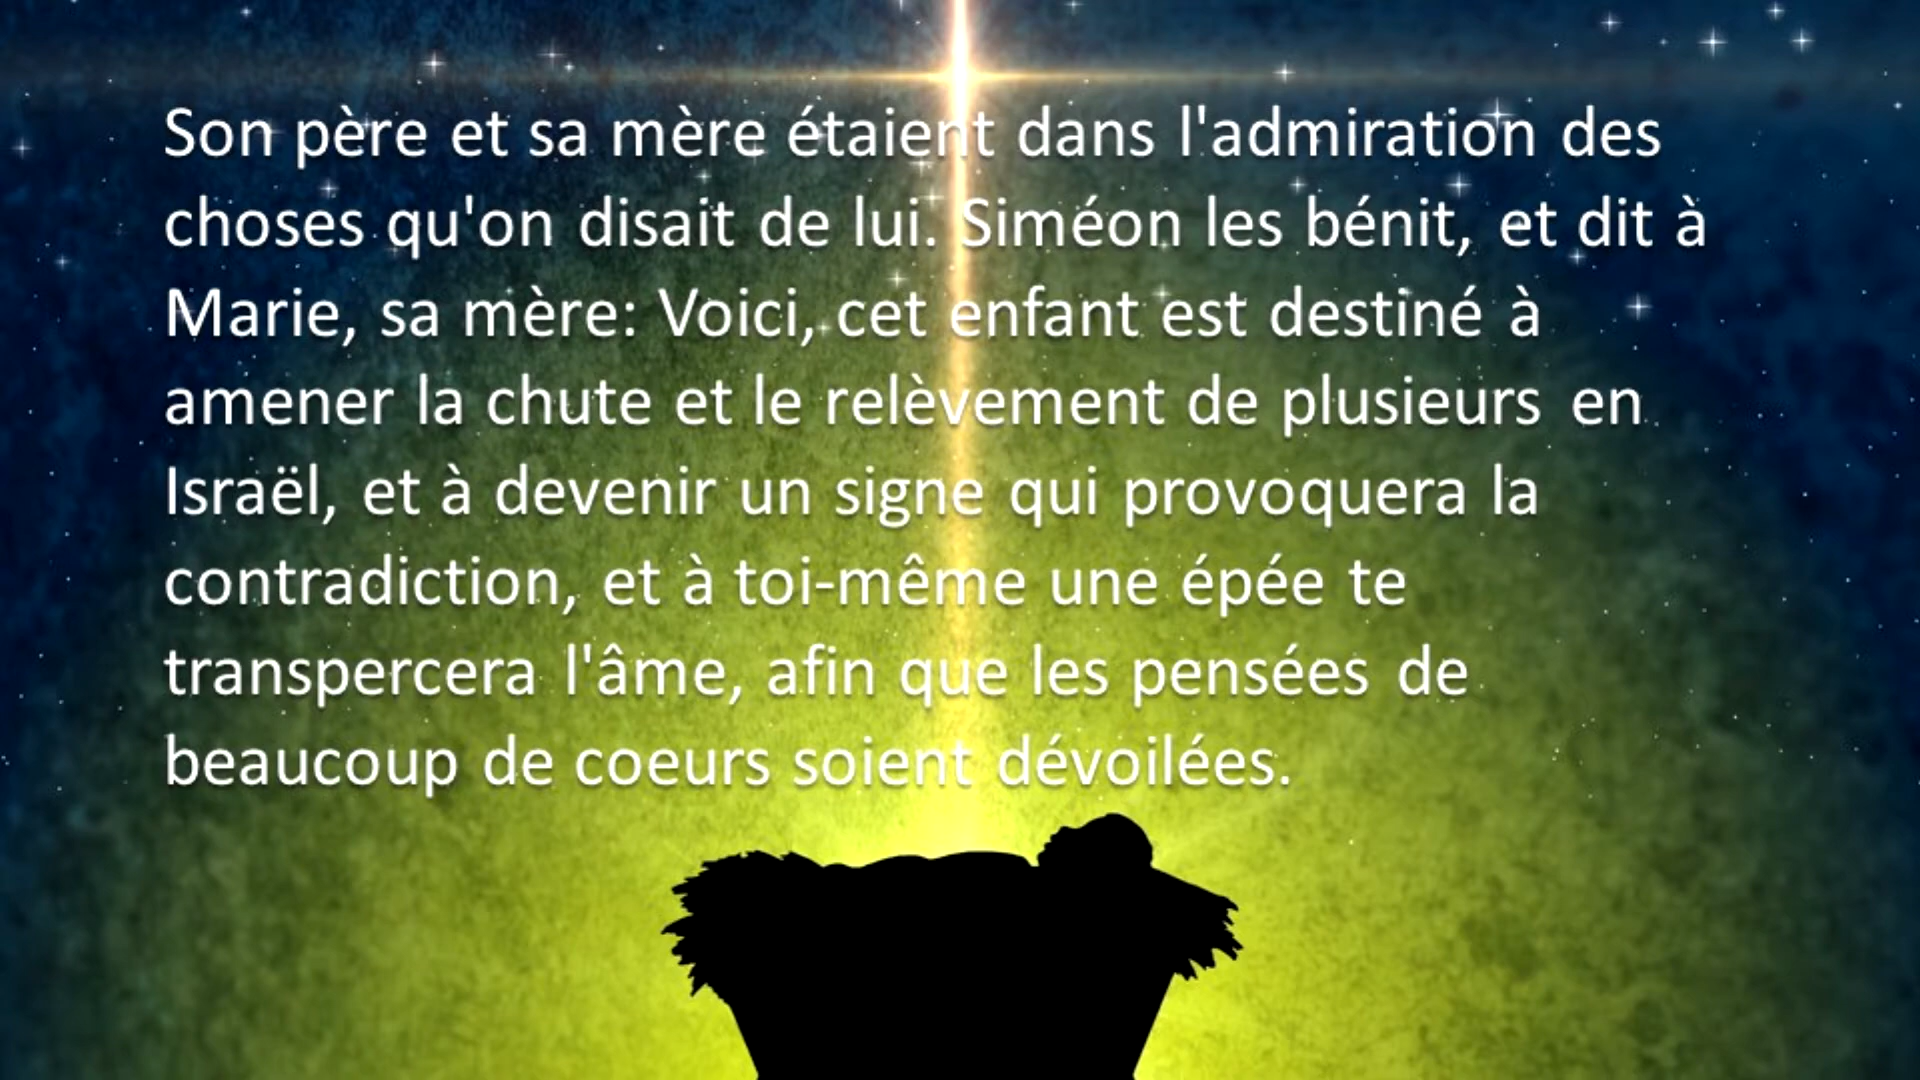 Son père et sa mère étaient dans l'admiration des
choses qu'on disait de lui. Siméon les bénit, et dit à
Marie, sa mère: Voici, cet enfant est destiné à
amener la chute et le relèvement de plusieurs en
Israël, et à devenir un signe qui provoquera la
contradiction, et à toi-même une épée te
transpercera l'âme, afin que les pensées de
beaucoup de coeurs soient dévoilées.